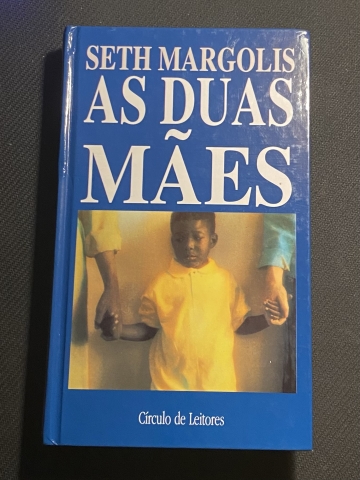 SETH MARGOLIS
AS DUAS
MÃES
Círculo de Leitores